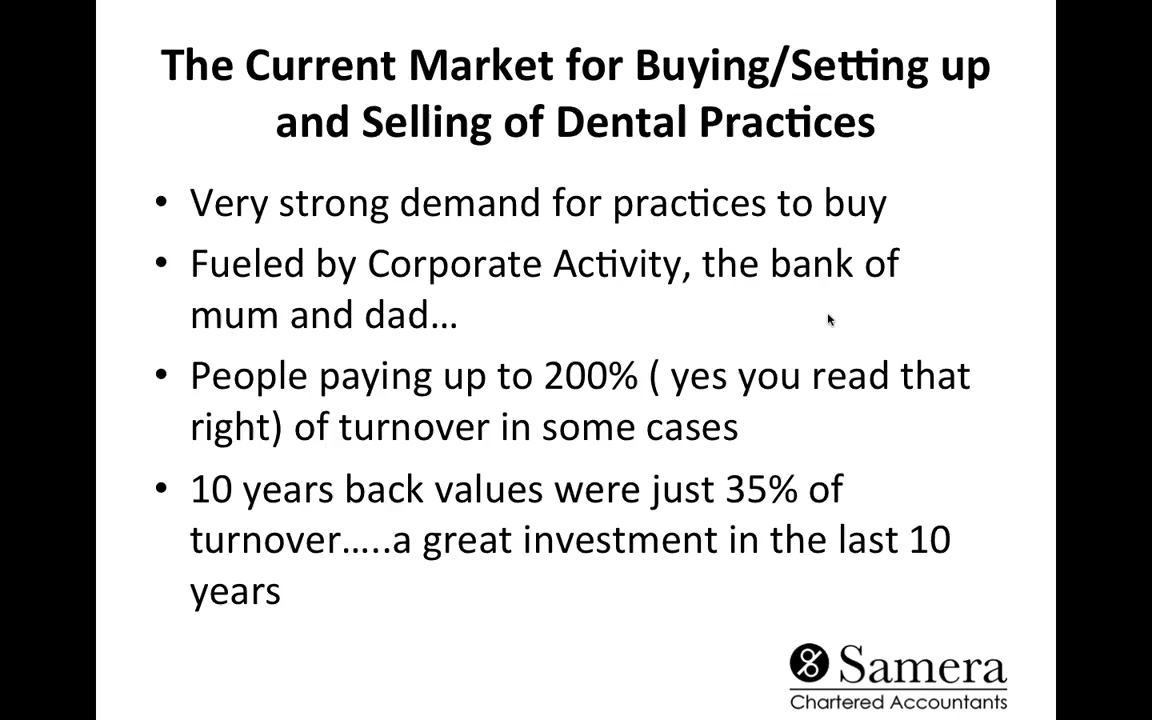 The Current Market for Buying/Setting up
and Selling of Dental Practices
• Very strong demand for practices to buy
• Fueled by Corporate Activity, the bank of
mum and dad…
• People paying up to 200% ( yes you read that
right) of turnover in some cases
• 10 years back values were just 35% of
turnover…..a great investment in the last 10
years
Samera
Chartered Accountants